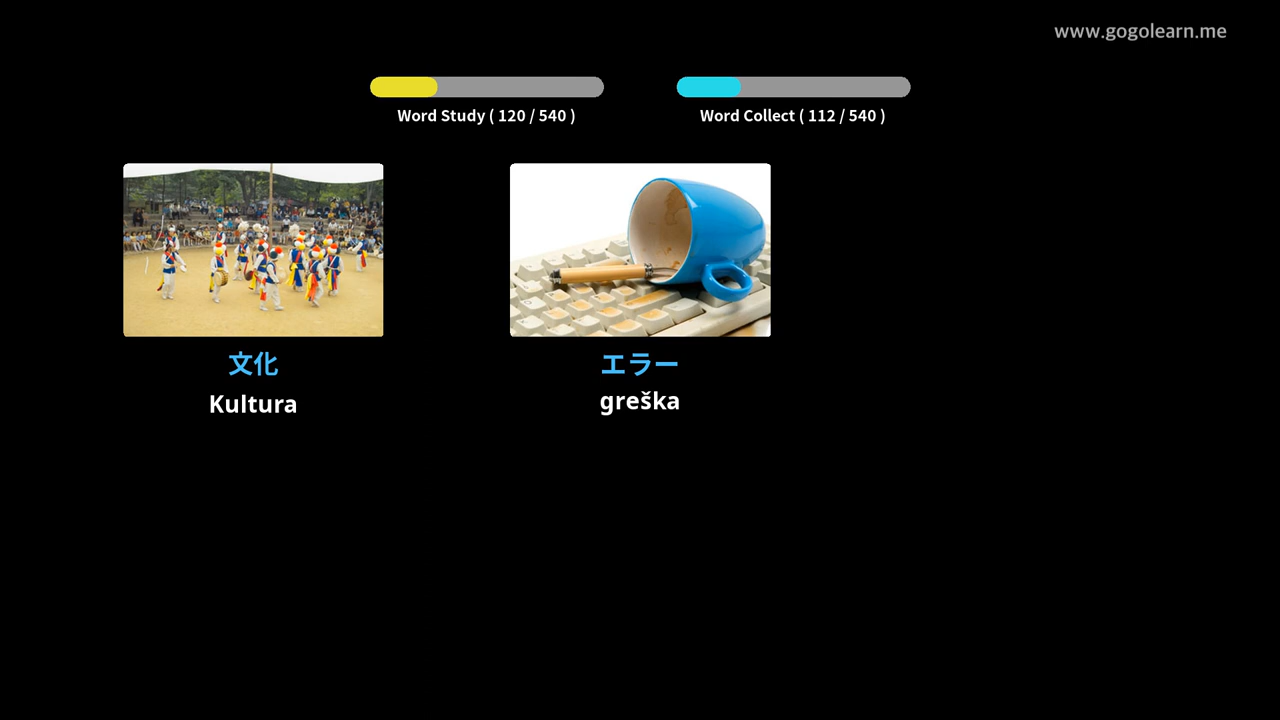 www.gogolearn.me
Word Study ( 120 / 540 )
Word Collect ( 112 / 540 )
文化
Kultura
エラー
greška